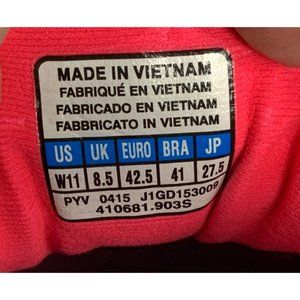 MADE IN VIETNAM
FABRIQUÉ EN VIETNAM
FABRICADO EN VIETNAM
FABBRICATO IN VIETNAM
US UK EURO BRA JP
W11 8.5 42.5 41 27.5
PYV 0415 J1GD153009
410681.903S